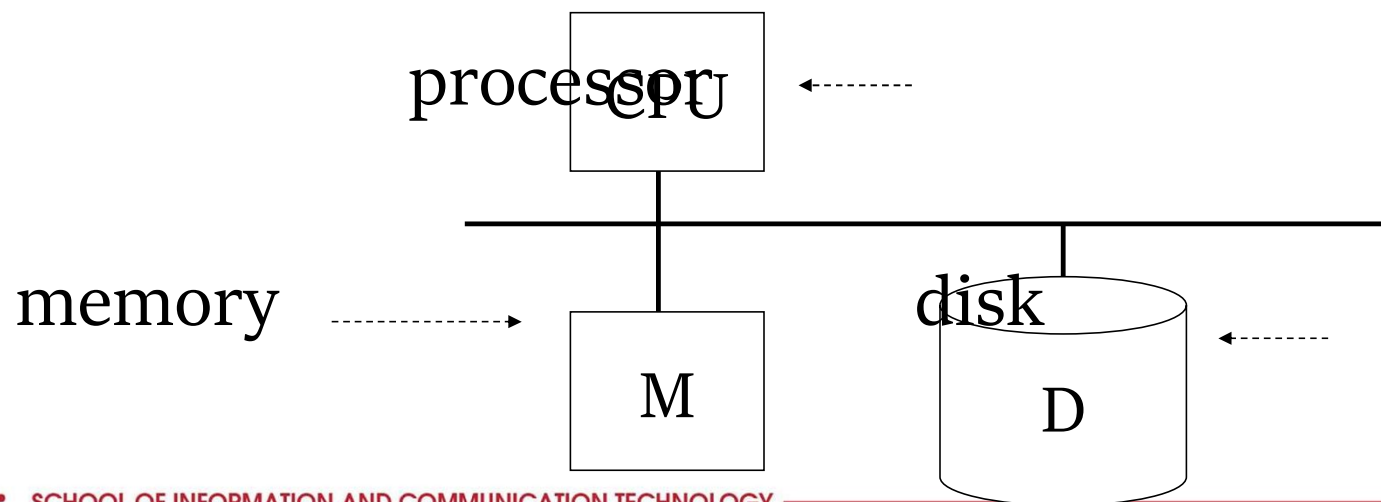 processor
CPU
memory
disk
M
D
SCHOOL OF INFORMATION AND COMMUNICATION TECHNOLOGY